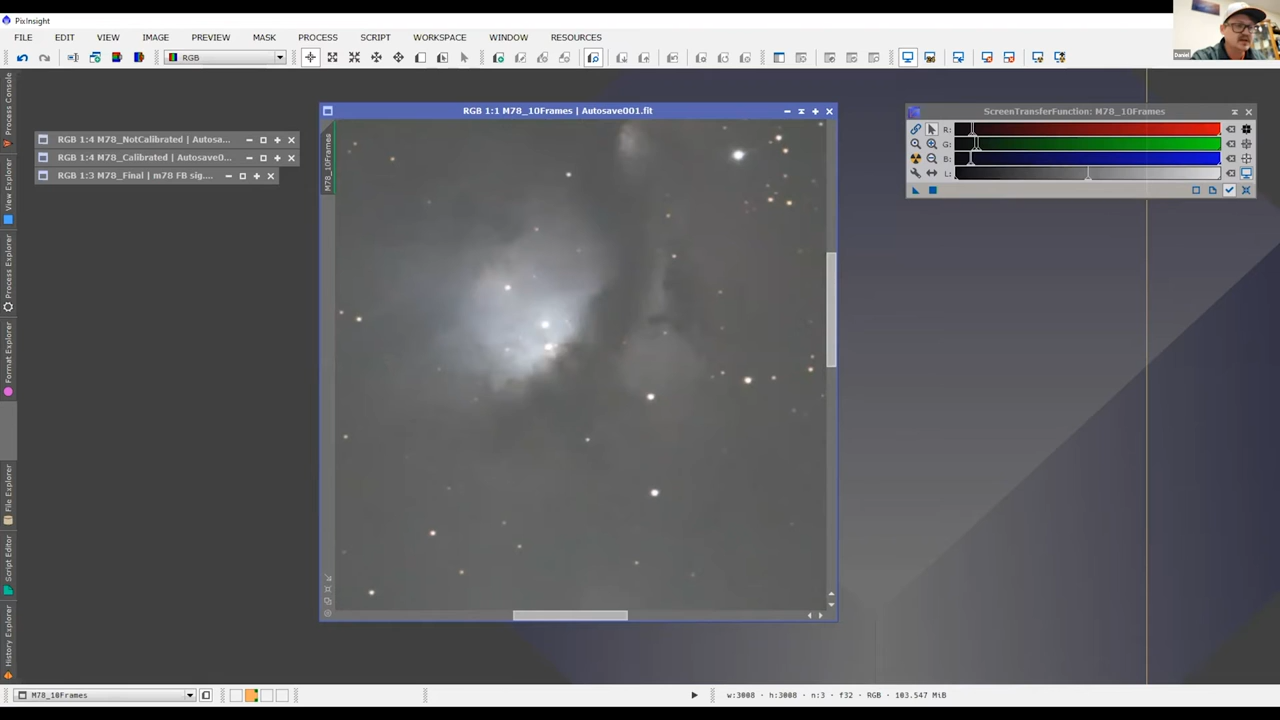 PixInsight
FILE EDIT VIEW IMAGE PREVIEW MASK PROCESS SCRIPT WORKSPACE WINDOW RESOURCES
RGB
Process Console
View Explorer
Process Explorer
Format Explorer
File Explorer
Script Editor
History Explorer
RGB 1:4 M78_NotCalibrated | Autosa...
RGB 1:4 M78_Calibrated | Autosave0...
RGB 1:3 M78_Final | m78 FB sig....
RGB 1:1 M78_10Frames | Autosave001.fit
M78_10Frames
ScreenTransferFunction: M78_10Frames
R:
G:
B:
L:
Daniel
M78_10Frames
w:3008 · h:3008 · n:3 · f32 · RGB · 103.547 MiB